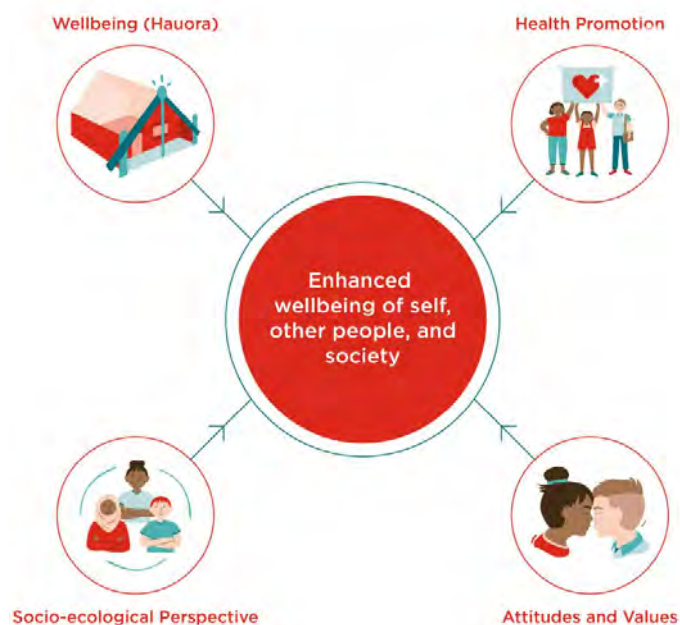 Wellbeing (Hauora)
Health Promotion
Enhanced
wellbeing of self,
other people, and
society
Socio-ecological Perspective
Attitudes and Values